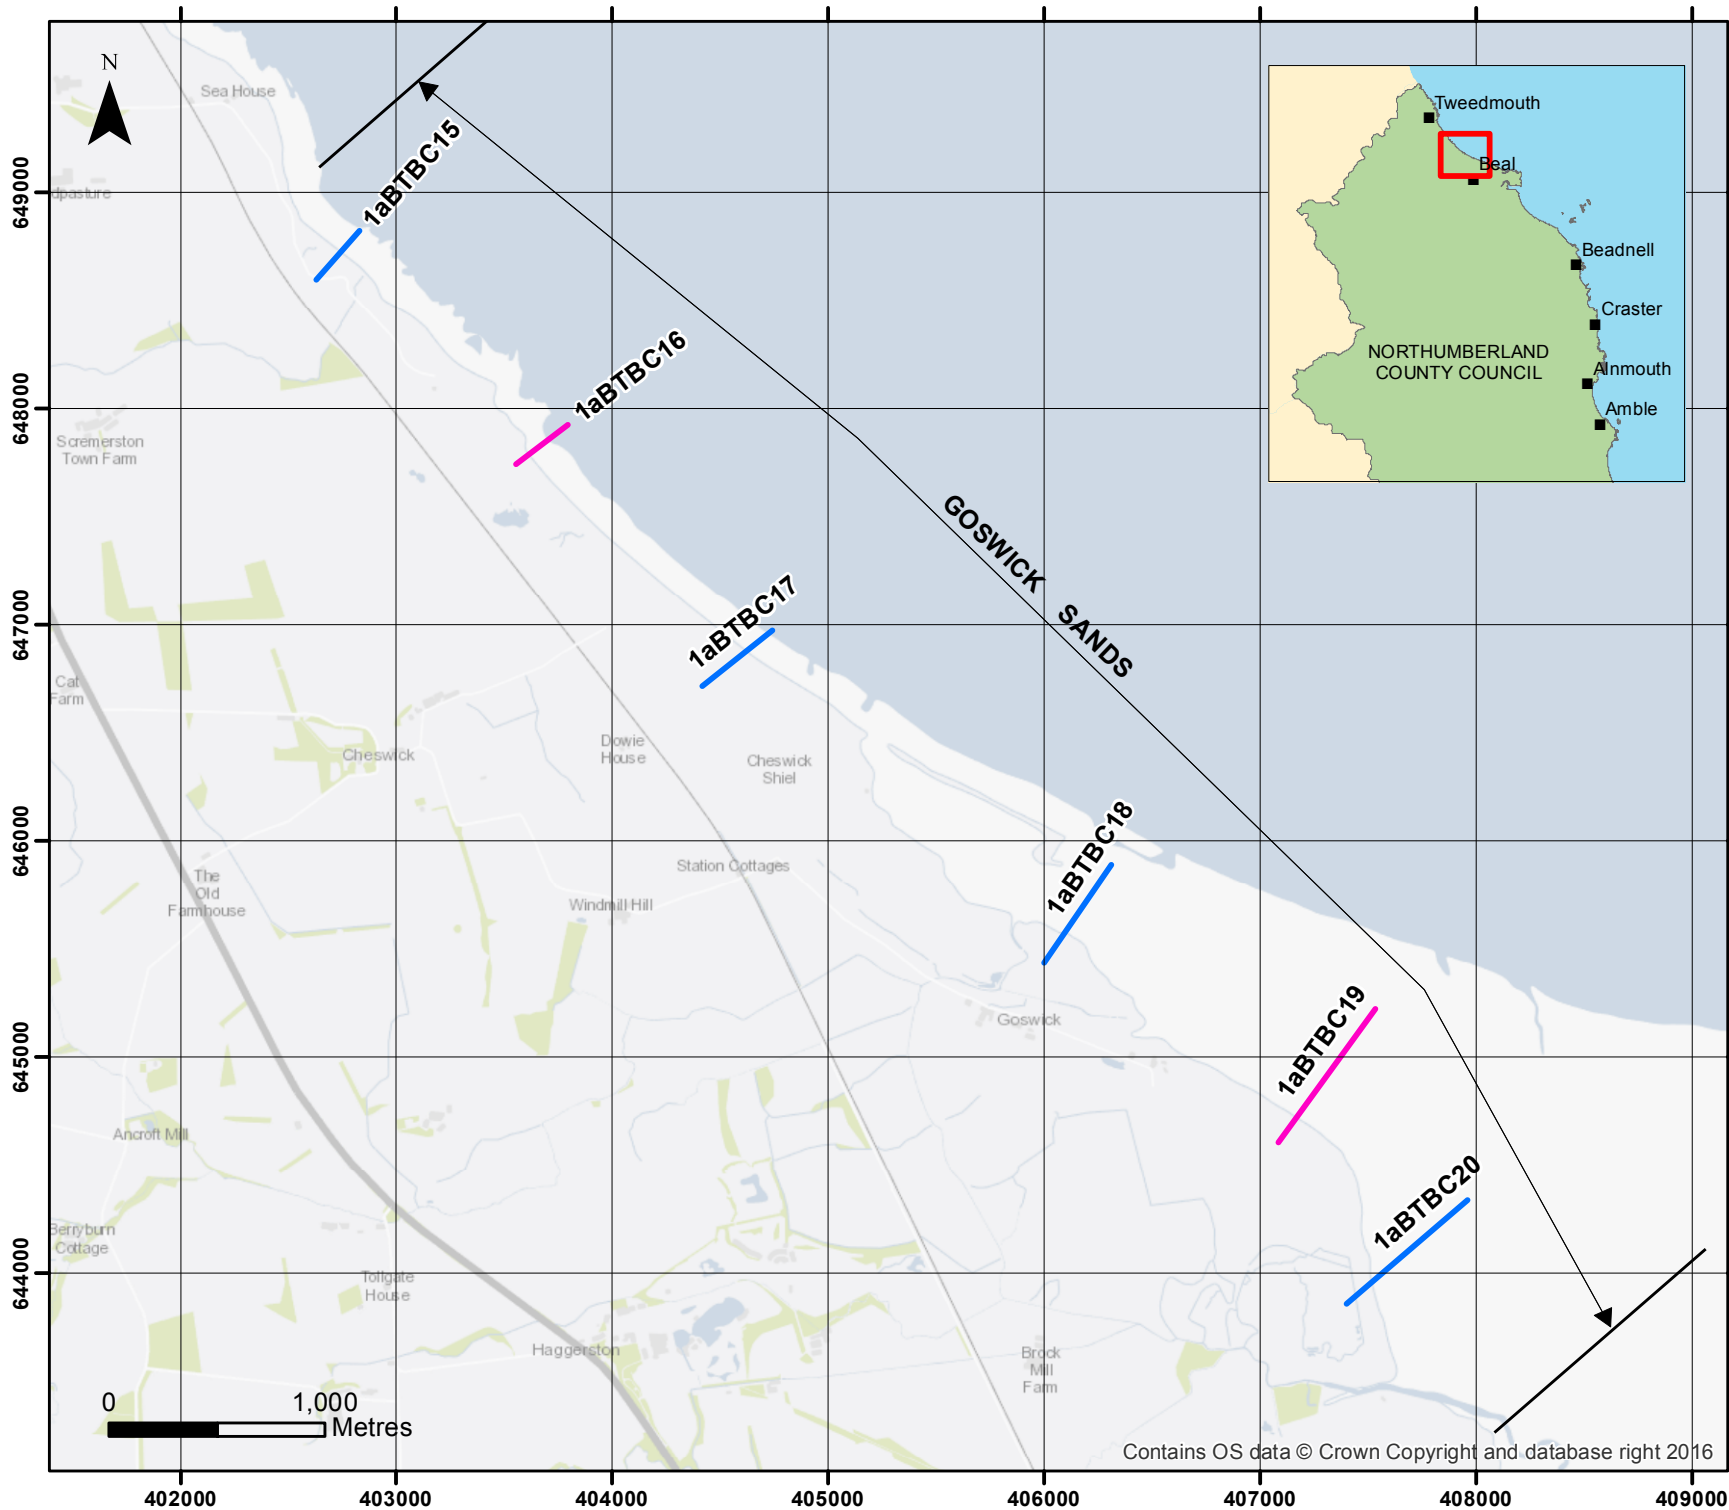 N
Sea House
dpasture
1aBTBC15
649000
Tweedmouth
Beal
Beadnell
Craster
NORTHUMBERLAND
COUNTY COUNCIL
Alnmouth
Amble
1aBTBC16
648000
Scremerston
Town Farm
GOSWICK SANDS
1aBTBC17
647000
Cat
Farm
Cheswick
Dowie
House
Cheswick
Shiel
1aBTBC18
646000
Station Cottages
The
Old
Farmhouse
Windmill Hill
Goswick
1aBTBC19
645000
Ancroft Mill
1aBTBC20
Berryburn
Cottage
644000
Tollgate
House
Haggerston
Brock
Mill
Farm
0 1,000
Metres
Contains OS data © Crown Copyright and database right 2016
402000 403000 404000 405000 406000 407000 408000 409000